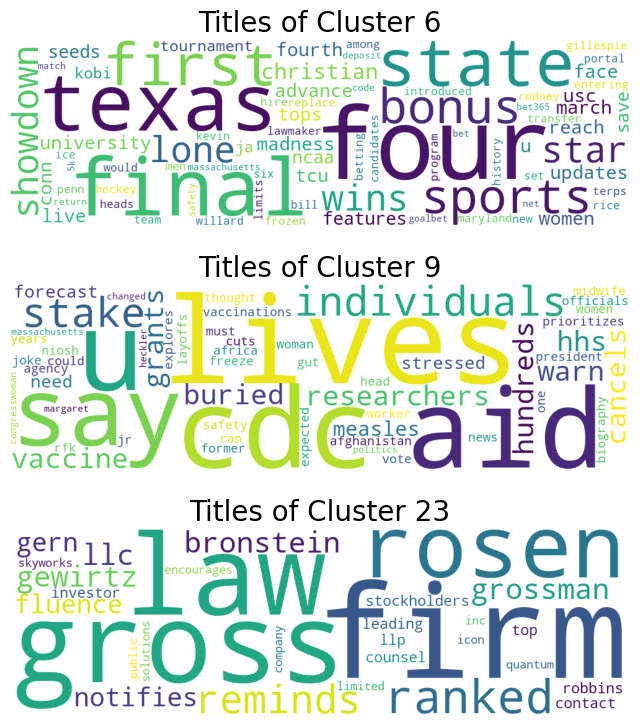 Titles of Cluster 6
showdown seeds match kobi tournament fourth among deposit gillespie portal entering
first christian code state face
texas advance introduced bonus usc march save
hire replace tops rodney bet365 transfer
university lone ja kevin lawmaker madness four reach
conn ice 5k would men massachusetts ncaa betting candidates bet program history u star
final six tcu set updates
penn hockey safety limits bill wins sports terps
return heads net rice
live team willard frozen features goalbet maryland new women
Titles of Cluster 9
forecast changed thought individuals midwife officials women
stake grants lives vaccinations
massachusetts u heckler explores layoffs must hundreds prioritizes
years niosh cuts woman hhs
joke could africa gut stressed president
agency need freeze warn cancels
congresswoman say buried head researchers one
margaret safety cdc worker aid biography
rfk jr ran expected measles news
vaccine former afghanistan politics vote
Titles of Cluster 23
gern llc bronstein rosen
skyworks law encourages
gewirtz grossman
investor stockholders
fluence firm
gross leading inc top
public solutions company llp icon
counsel quantum
notifies reminds limited ranked robbins
contact